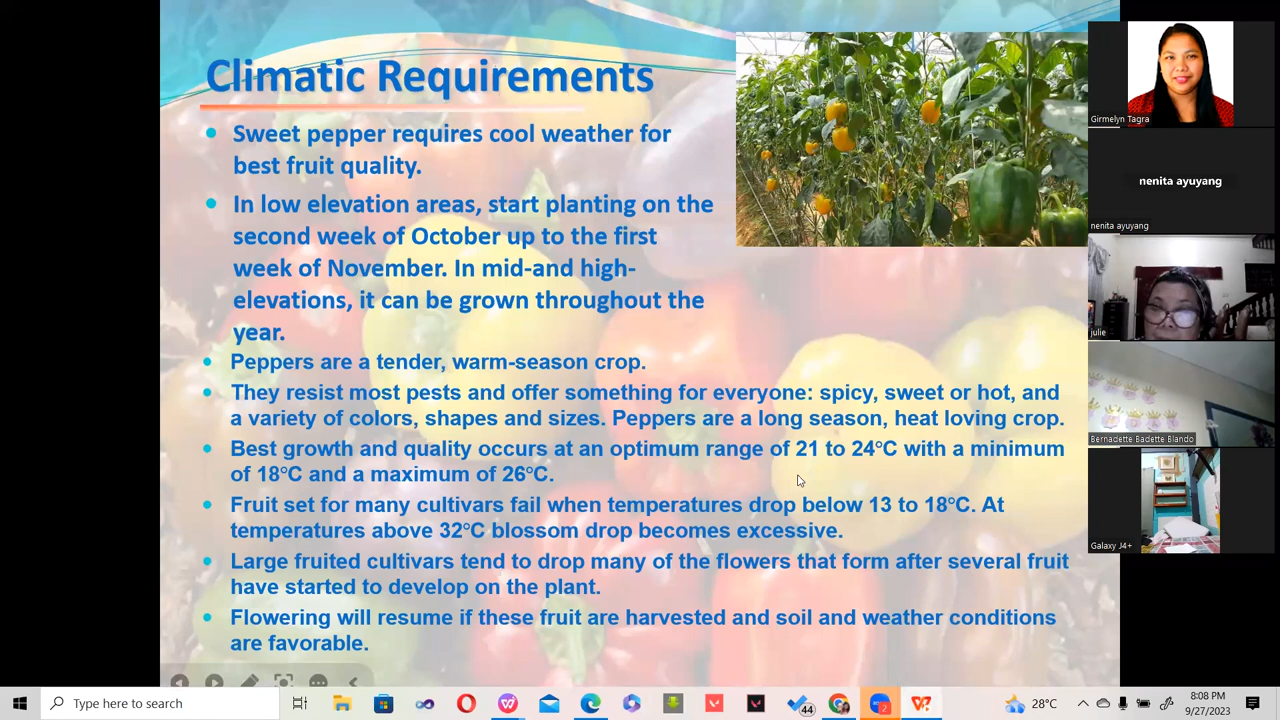 Climatic Requirements
Sweet pepper requires cool weather for
best fruit quality.
In low elevation areas, start planting on the
second week of October up to the first
week of November. In mid-and high-
elevations, it can be grown throughout the
year.
Peppers are a tender, warm-season crop.
They resist most pests and offer something for everyone: spicy, sweet or hot, and
a variety of colors, shapes and sizes. Peppers are a long season, heat loving crop.
Best growth and quality occurs at an optimum range of 21 to 24°C with a minimum
of 18°C and a maximum of 26°C.
Fruit set for many cultivars fail when temperatures drop below 13 to 18°C. At
temperatures above 32°C blossom drop becomes excessive.
Large fruited cultivars tend to drop many of the flowers that form after several fruit
have started to develop on the plant.
Flowering will resume if these fruit are harvested and soil and weather conditions
are favorable.
Girmelyn Tagra
nenita ayuyang
nenita ayuyang
julie
Bernadette Badette Blando
Galaxy J4+
Type here to search
44
2
28°C
8:08 PM
9/27/2023